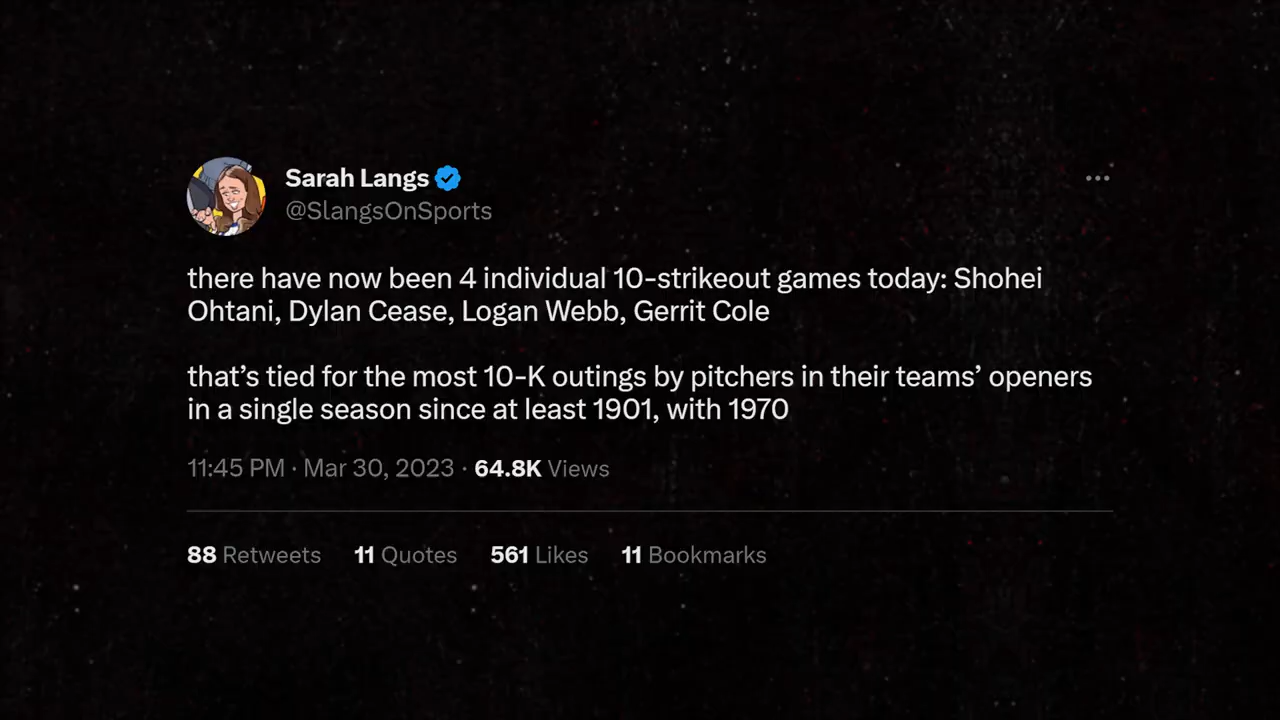 Sarah Langs
@SlangsOnSports
there have now been 4 individual 10-strikeout games today: Shohei
Ohtani, Dylan Cease, Logan Webb, Gerrit Cole
that’s tied for the most 10-K outings by pitchers in their teams’ openers
in a single season since at least 1901, with 1970
11:45 PM · Mar 30, 2023 · 64.8K Views
88 Retweets 11 Quotes 561 Likes 11 Bookmarks